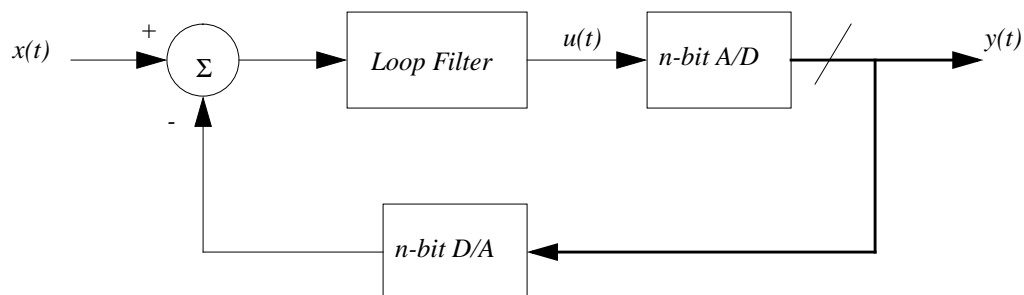 x(t)
+
Σ
-
Loop Filter
u(t)
n-bit A/D
y(t)
n-bit D/A